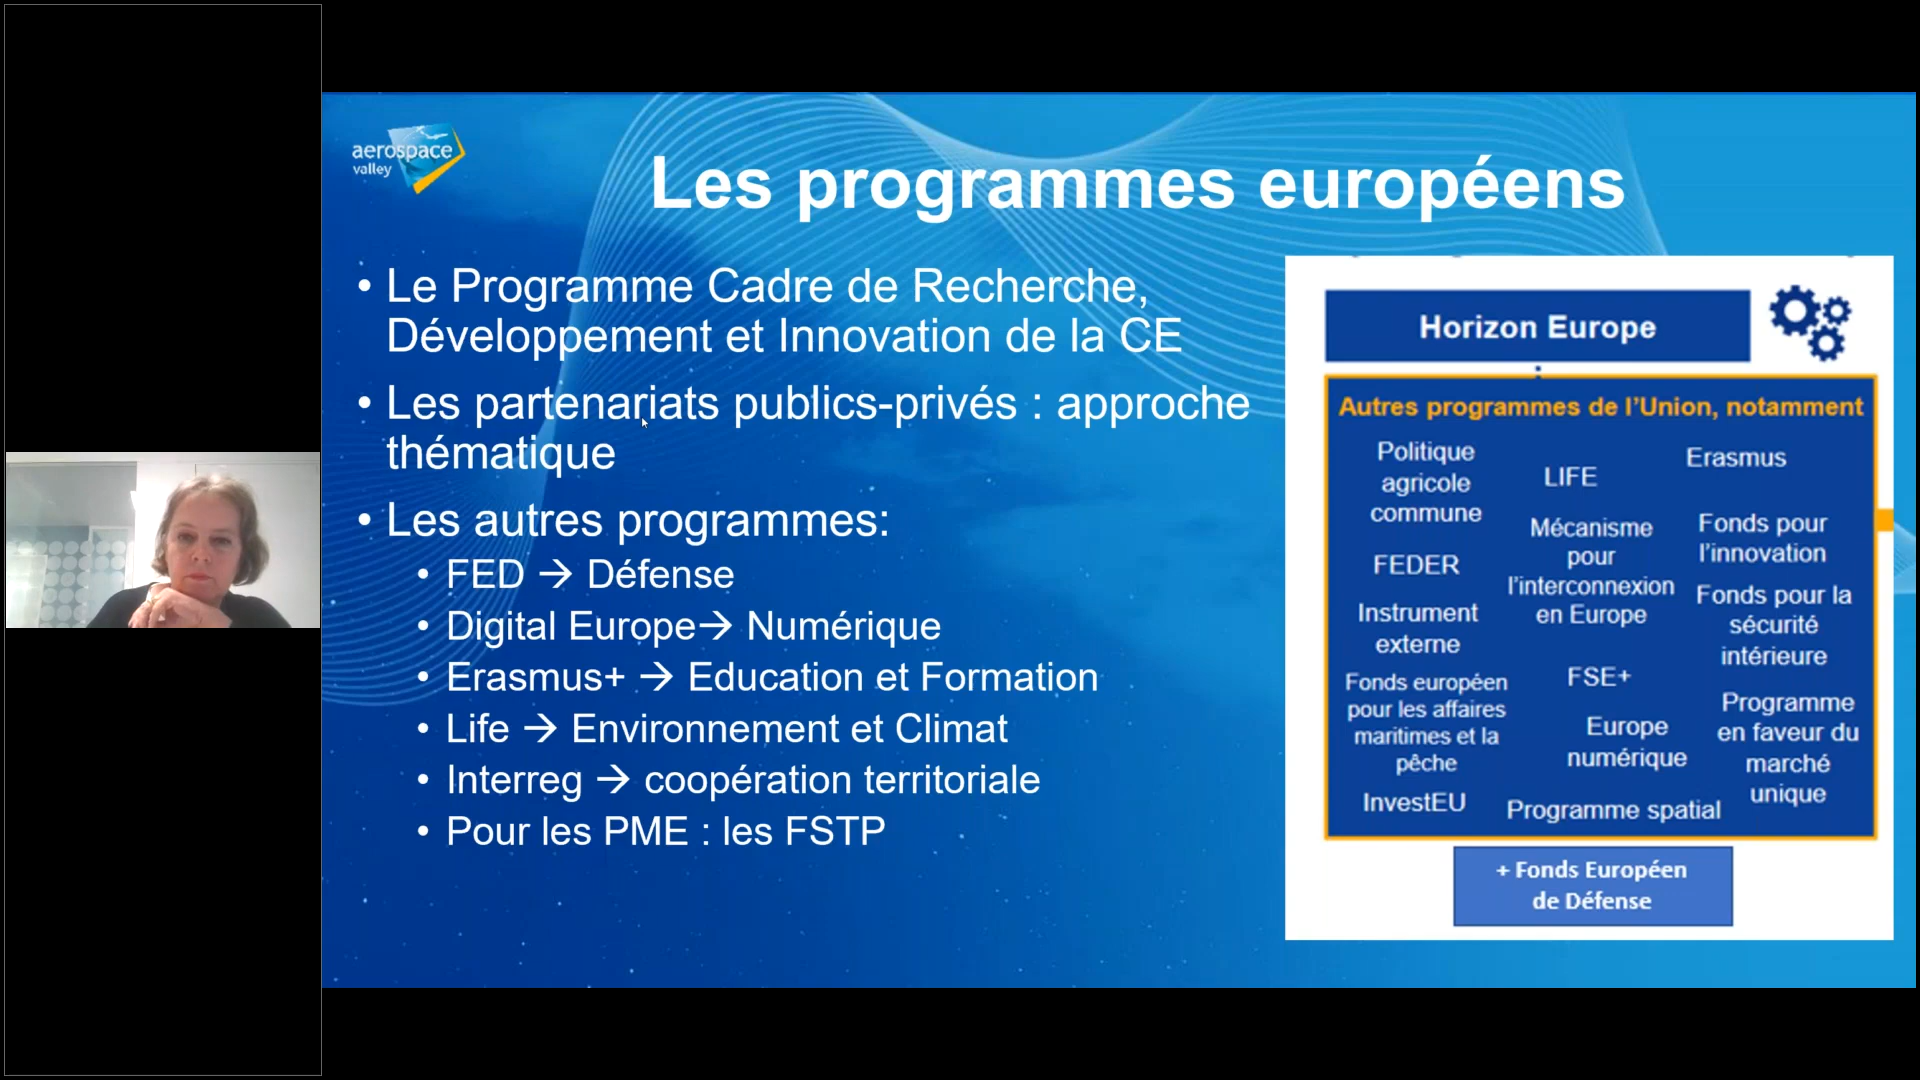 aerospace
valley
Les programmes européens
• Le Programme Cadre de Recherche,
Développement et Innovation de la CE
• Les partenariats publics-privés : approche
thématique
• Les autres programmes:
• FED → Défense
• Digital Europe→ Numérique
• Erasmus+ → Education et Formation
• Life → Environnement et Climat
• Interreg → coopération territoriale
• Pour les PME : les FSTP
Horizon Europe
Autres programmes de l'Union, notamment
Politique
agricole
commune
FEDER
Instrument
externe
Fonds européen
pour les affaires
maritimes et la
pêche
InvestEU
LIFE
Mécanisme
pour
l'interconnexion
en Europe
FSE+
Europe
numérique
Programme spatial
Erasmus
Fonds pour
l'innovation
Fonds pour la
sécurité
intérieure
Programme
en faveur du
marché
unique
+ Fonds Européen
de Défense